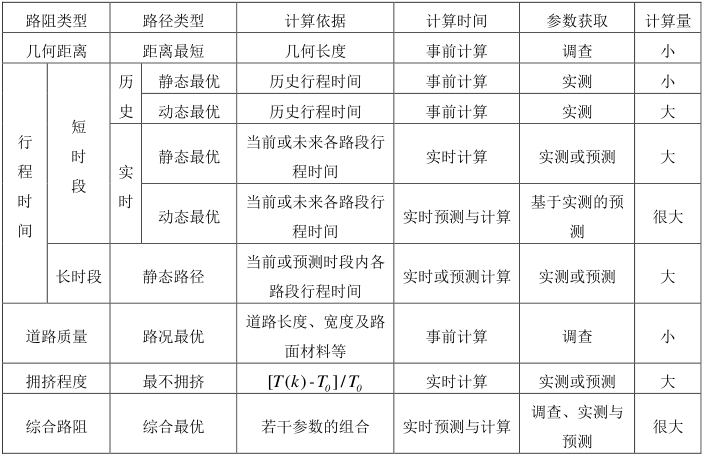 路阻类型 路径类型 计算依据 计算时间 参数获取 计算量
几何距离 距离最短 几何长度 事前计算 调查 小
行程时间 短时段 历史 静态最优 历史行程时间 事前计算 实测 小
动态最优 历史行程时间 事前计算 实测 大
实时 静态最优 当前或未来各路段行
程时间 实时计算 实测或预测 大
动态最优 当前或未来各路段行
程时间 实时预测与计算 基于实测的预
测 很大
长时段 静态路径 当前或预测时段内各
路段行程时间 实时或预测计算 实测或预测 大
道路质量 路况最优 道路长度、宽度及路
面材料等 事前计算 调查 小
拥挤程度 最不拥挤 [T(k)-T₀]/T₀ 实时计算 实测或预测 大
综合路阻 综合最优 若干参数的组合 实时预测与计算 调查、实测与
预测 很大